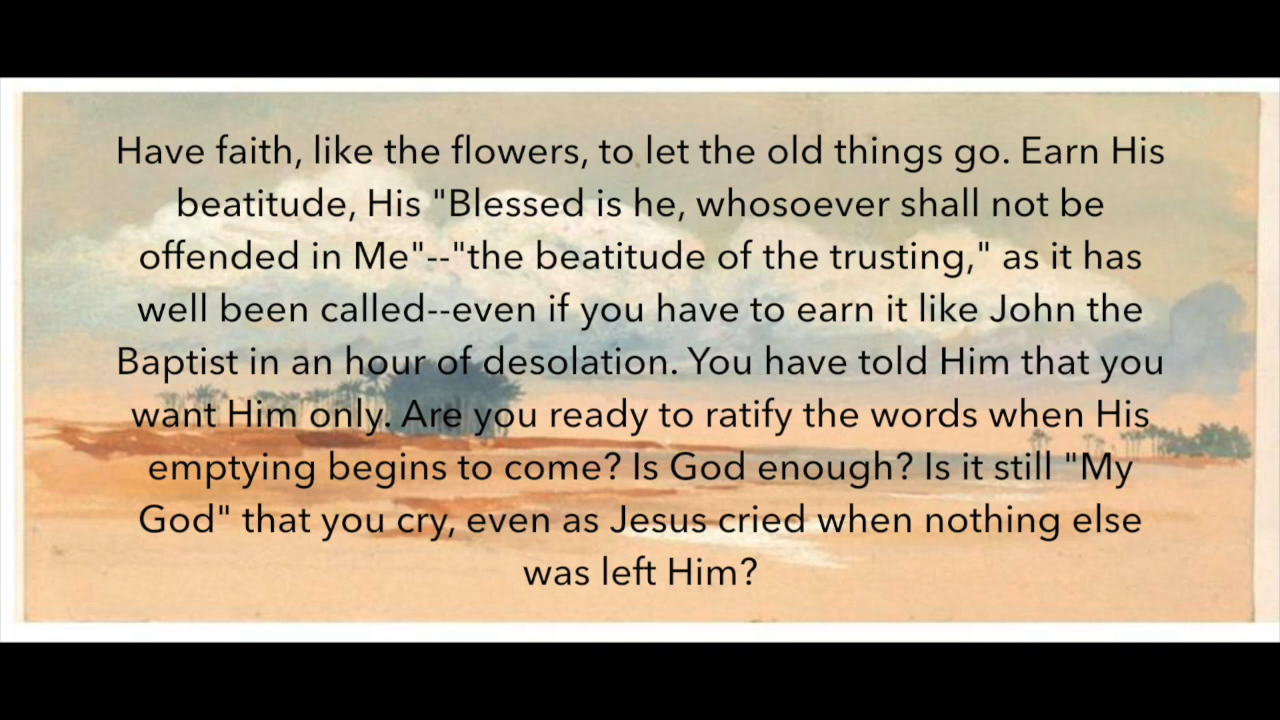 Have faith, like the flowers, to let the old things go. Earn His
beatitude, His "Blessed is he, whosoever shall not be
offended in Me"--"the beatitude of the trusting," as it has
well been called--even if you have to earn it like John the
Baptist in an hour of desolation. You have told Him that you
want Him only. Are you ready to ratify the words when His
emptying begins to come? Is God enough? Is it still "My
God" that you cry, even as Jesus cried when nothing else
was left Him?